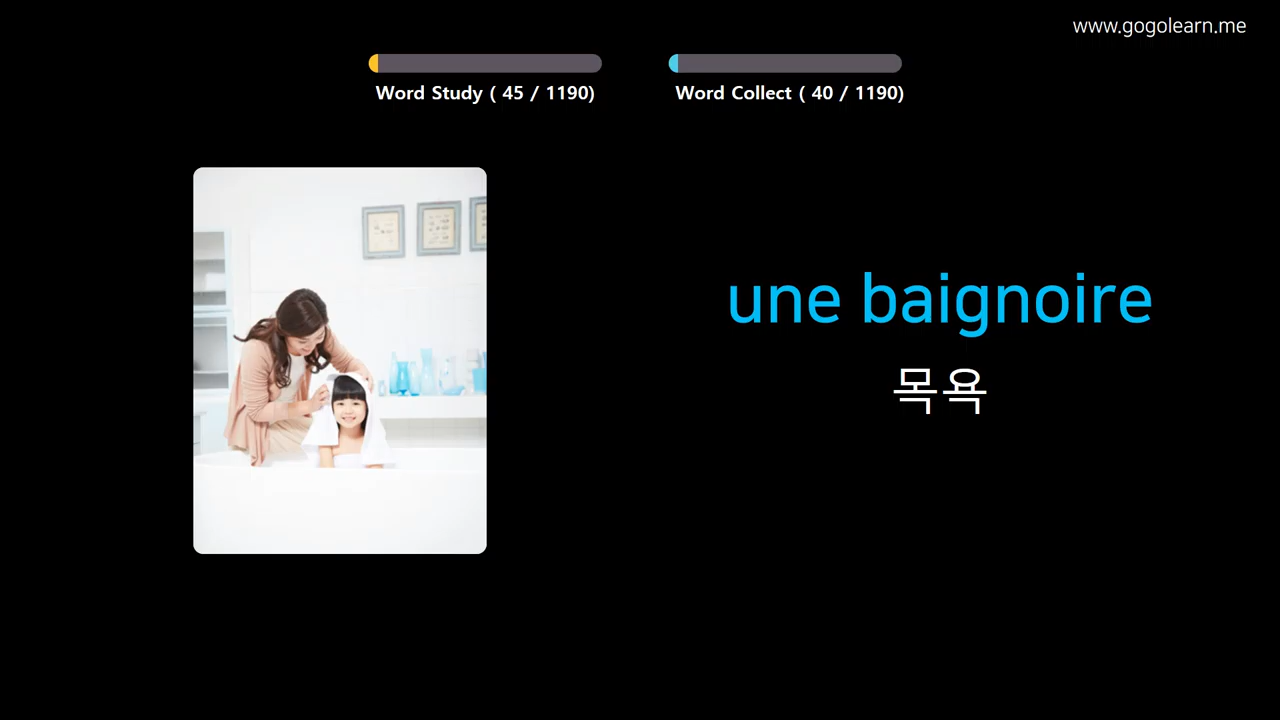 www.gogolearn.me
Word Study ( 45 / 1190)
Word Collect ( 40 / 1190)
une baignoire
목욕